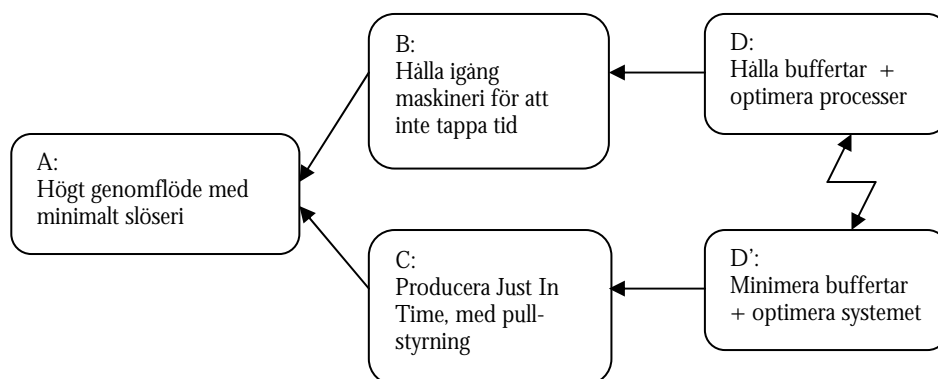 A:
Högt genomflöde med
minimalt slöseri
B:
Hålla igång
maskineri för att
inte tappa tid
C:
Producera Just In
Time, med pull-
styrning
D:
Hålla buffertar +
optimera processer
D’:
Minimera buffertar
+ optimera systemet